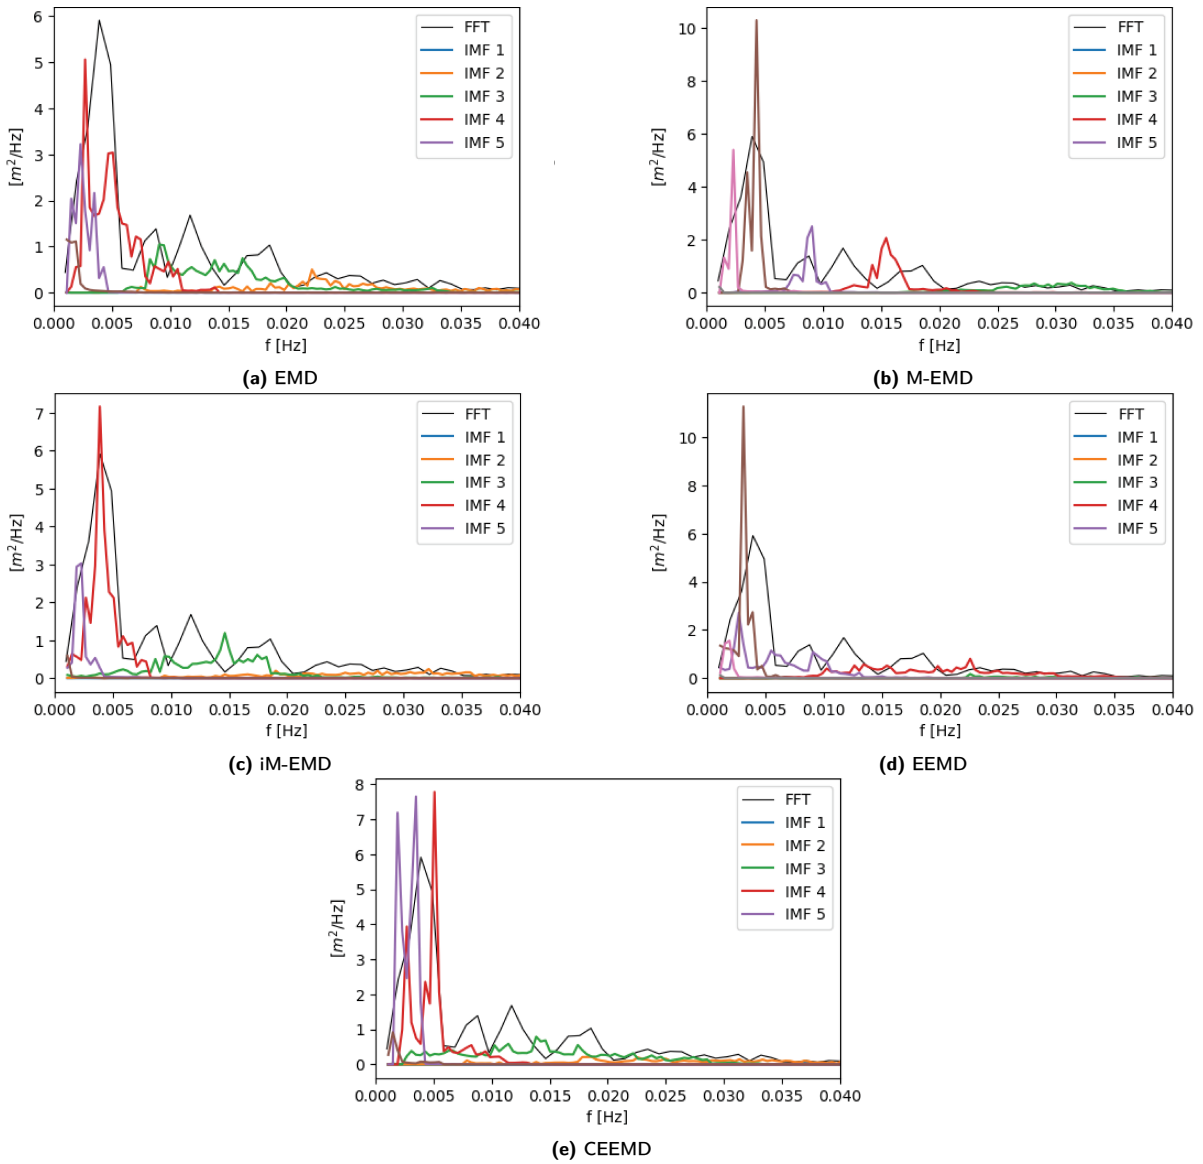 6
5
4
3
2
1
0
[m²/Hz]
FFT
IMF 1
IMF 2
IMF 3
IMF 4
IMF 5
0.000 0.005 0.010 0.015 0.020 0.025 0.030 0.035 0.040
f [Hz]
(a) EMD
10
8
6
4
2
0
[m²/Hz]
FFT
IMF 1
IMF 2
IMF 3
IMF 4
IMF 5
0.000 0.005 0.010 0.015 0.020 0.025 0.030 0.035 0.040
f [Hz]
(b) M-EMD
7
6
5
4
3
2
1
0
[m²/Hz]
FFT
IMF 1
IMF 2
IMF 3
IMF 4
IMF 5
0.000 0.005 0.010 0.015 0.020 0.025 0.030 0.035 0.040
f [Hz]
(c) iM-EMD
10
8
6
4
2
0
[m²/Hz]
FFT
IMF 1
IMF 2
IMF 3
IMF 4
IMF 5
0.000 0.005 0.010 0.015 0.020 0.025 0.030 0.035 0.040
f [Hz]
(d) EEMD
8
7
6
5
4
3
2
1
0
[m²/Hz]
FFT
IMF 1
IMF 2
IMF 3
IMF 4
IMF 5
0.000 0.005 0.010 0.015 0.020 0.025 0.030 0.035 0.040
f [Hz]
(e) CEEMD